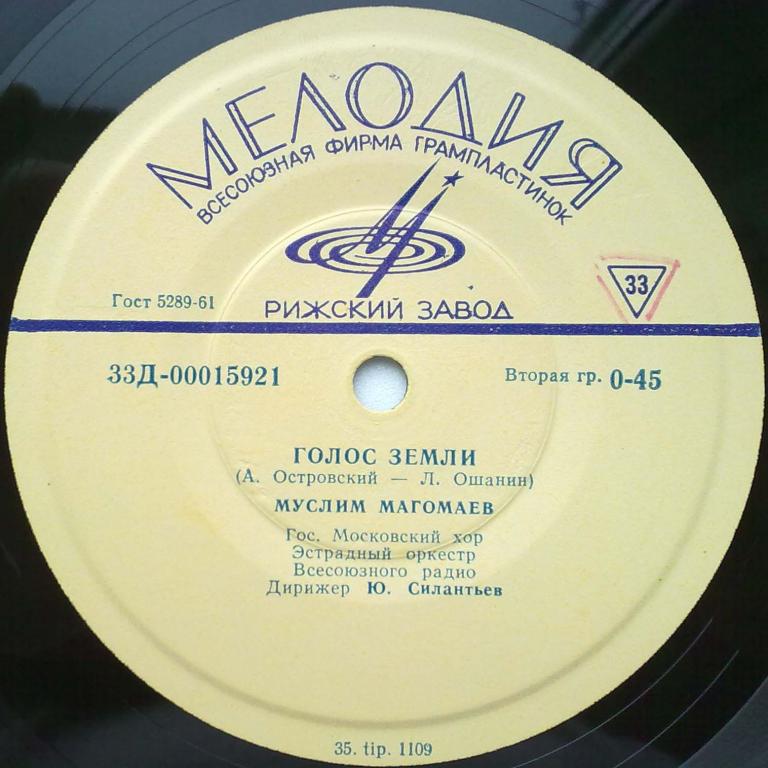 МЕЛОДИЯ
ВСЕСОЮЗНАЯ ФИРМА ГРАМПЛАСТИНОК
Гост 5289-61
РИЖСКИЙ ЗАВОД
33
33Д-00015921
Вторая гр. 0-45
ГОЛОС ЗЕМЛИ
(А. Островский — Л. Ошанин)
МУСЛИМ МАГОМАЕВ
Гос. Московский хор
Эстрадный оркестр
Всесоюзного радио
Дирижер Ю. Силантьев
35. tip. 1109